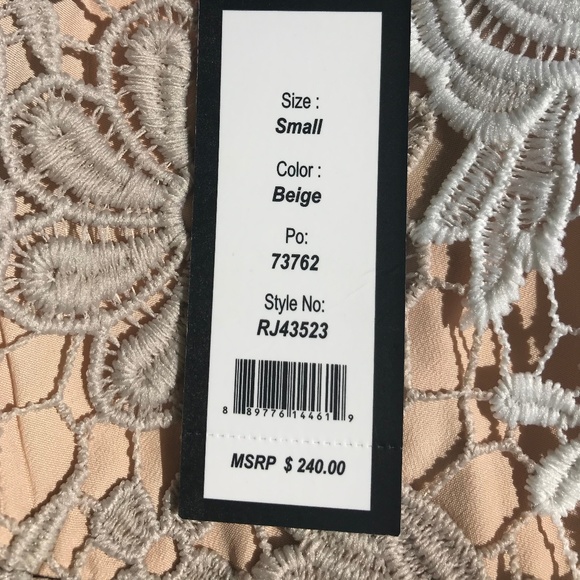 Size :
Small
Color :
Beige
Po:
73762
Style No:
RJ43523
8 89776 14461 9
MSRP $ 240.00